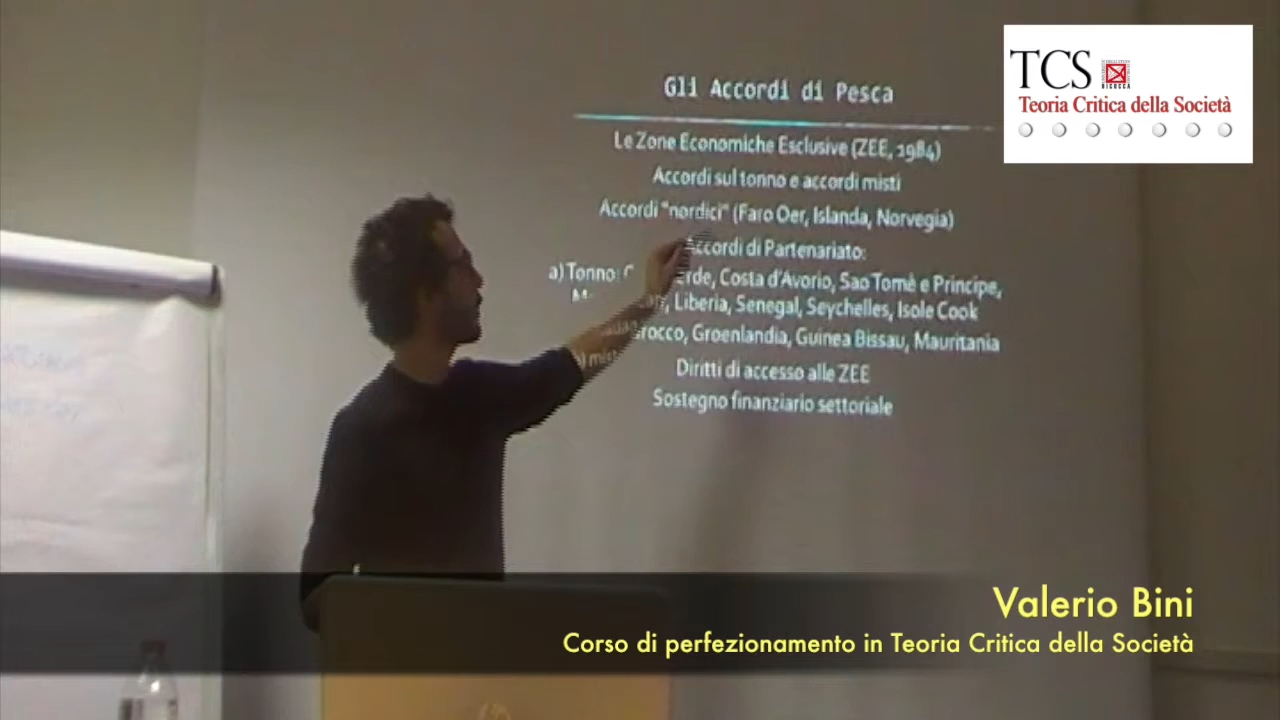 TCS
BICOCCA
Teoria Critica della Società
Gli Accordi di Pesca
Le Zone Economiche Esclusive (ZEE, 1984)
Accordi sul tonno e accordi misti
Accordi "nordici" (Faro Oer, Islanda, Norvegia)
Accordi di Partenariato:
a) Tonno: erde, Costa d'Avorio, Sao Tomè e Principe,
Liberia, Senegal, Seychelles, Isole Cook
rocco, Groenlandia, Guinea Bissau, Mauritania
Diritti di accesso alle ZEE
Sostegno finanziario settoriale
Valerio Bini
Corso di perfezionamento in Teoria Critica della Società